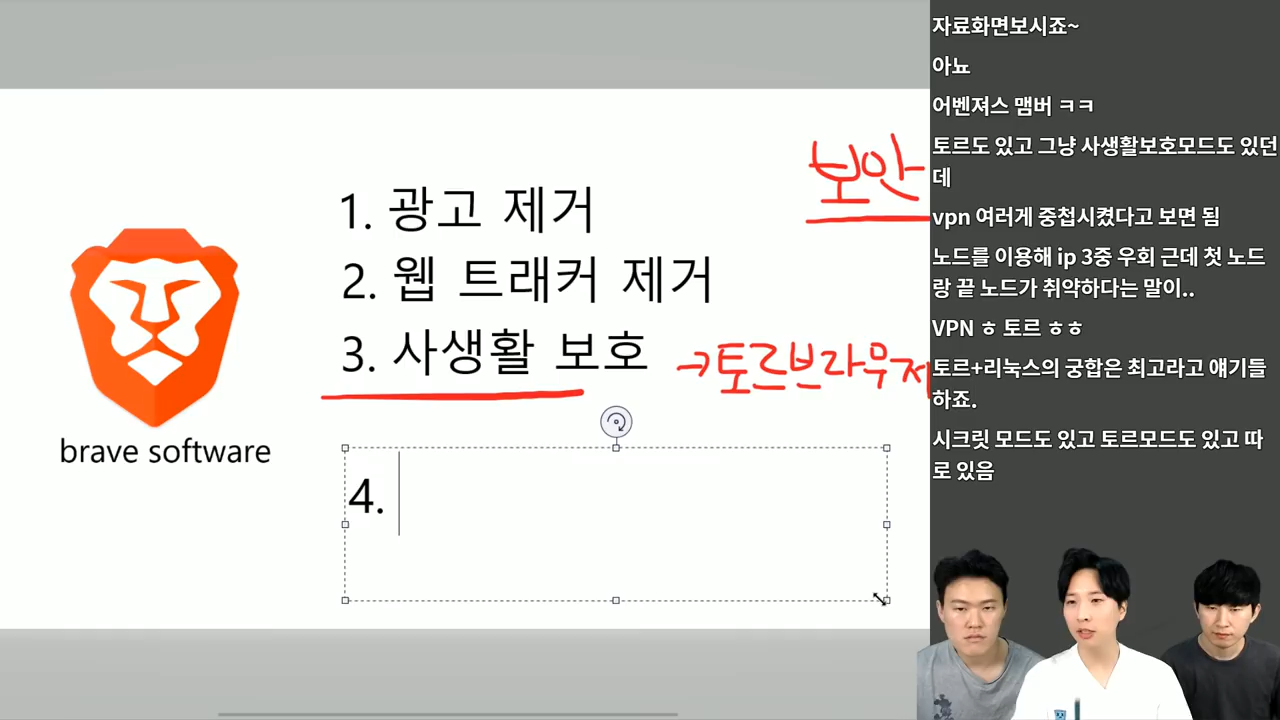 보안
1. 광고 제거
2. 웹 트래커 제거
3. 사생활 보호
→토르브라우저
4.
brave software
자료화면보시죠~
아뇨
어벤져스 맴버 ㅋㅋ
토르도 있고 그냥 사생활보호모드도 있던
데
vpn 여러게 중첩시켰다고 보면 됨
노드를 이용해 ip 3중 우회 근데 첫 노드
랑 끝 노드가 취약하다는 말이..
VPN ㅎ 토르 ㅎㅎ
토르+리눅스의 궁합은 최고라고 얘기들
하죠.
시크릿 모드도 있고 토르모드도 있고 따
로 있음